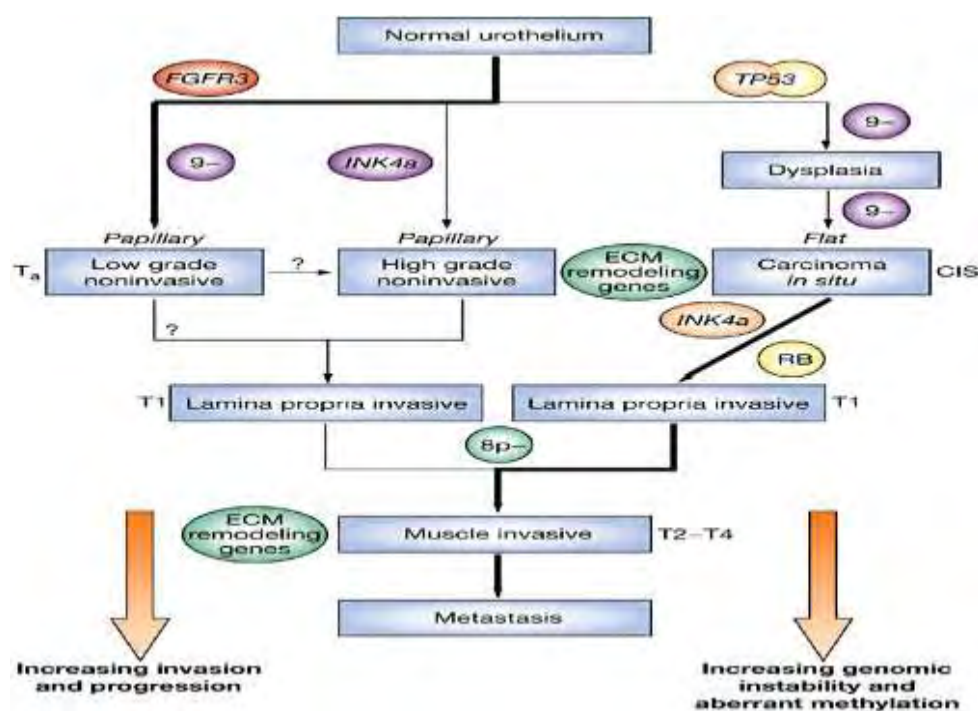 Normal urothelium
FGFR3
TP53
9–
INK4a
9–
Dysplasia
9–
Papillary
Papillary
Flat
Ta
Low grade
noninvasive
?
High grade
noninvasive
ECM
remodeling
genes
Carcinoma
in situ
CIS
?
INK4a
RB
T1
Lamina propria invasive
Lamina propria invasive
T1
8p–
ECM
remodeling
genes
Muscle invasive
T2–T4
Metastasis
Increasing invasion
and progression
Increasing genomic
instability and
aberrant methylation